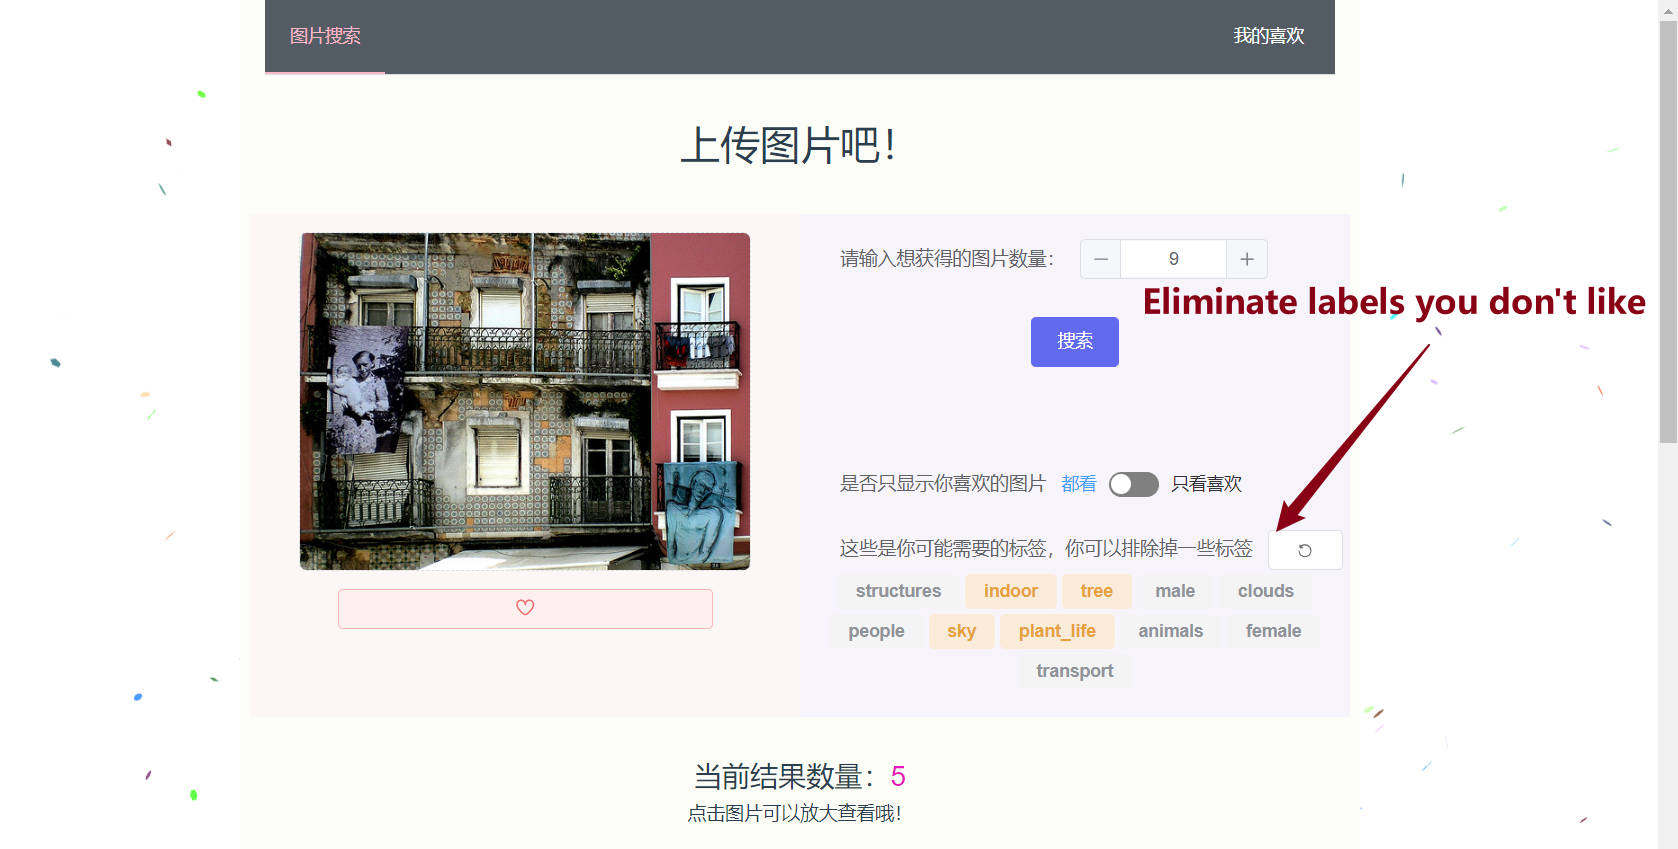 图片搜索
我的喜欢
上传图片吧！
请输入想获得的图片数量：
9
Eliminate labels you don't like
搜索
是否只显示你喜欢的图片 都看 只看喜欢
这些是你可能需要的标签，你可以排除掉一些标签
structures indoor tree male clouds
people sky plant_life animals female
transport
当前结果数量：5
点击图片可以放大查看哦！